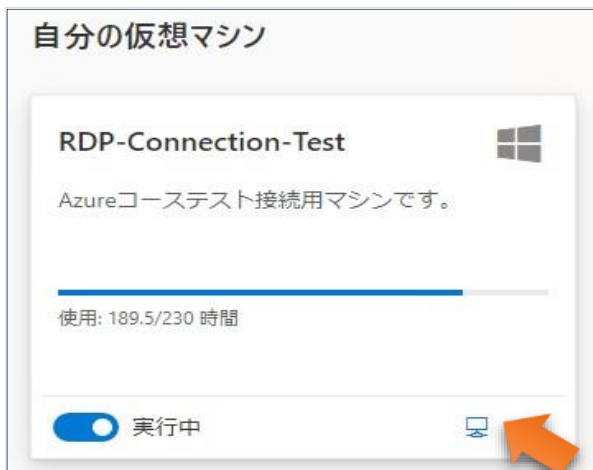 自分の仮想マシン
RDP-Connection-Test
Azureコーステスト接続用マシンです。
使用: 189.5/230 時間
実行中